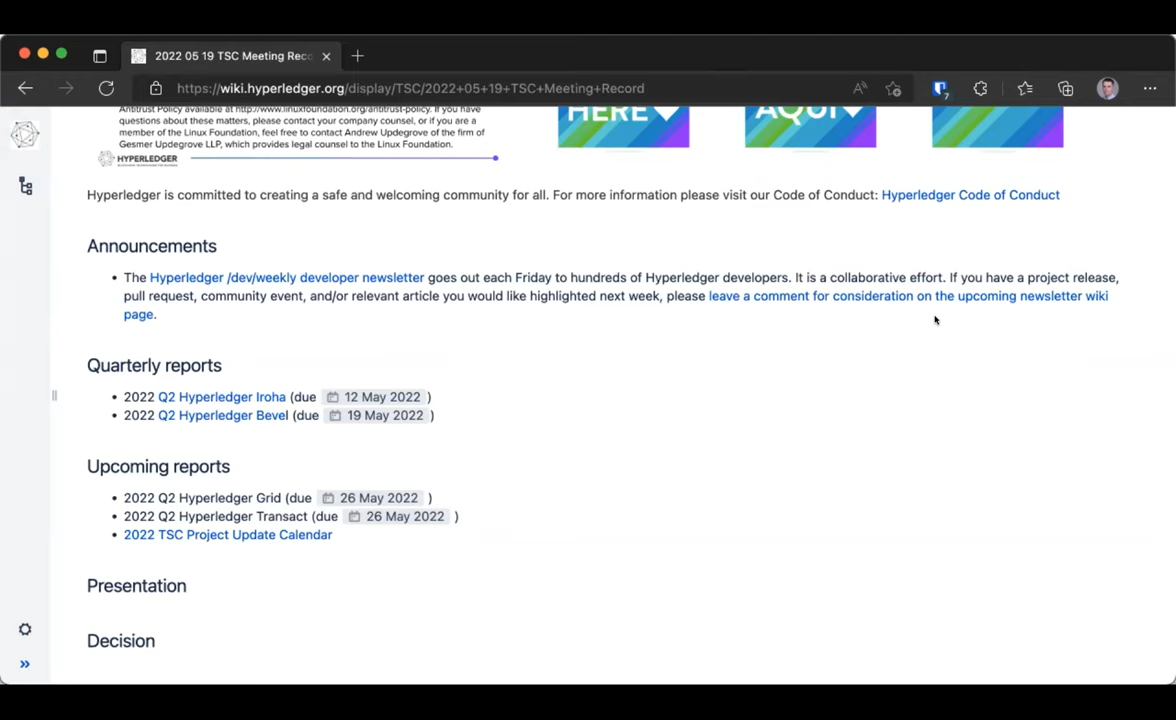 2022 05 19 TSC Meeting Reco
https://wiki.hyperledger.org/display/TSC/2022+05+19+TSC+Meeting+Record
7
Antitrust Policy available at http://www.linuxfoundation.org/antitrust-policy. If you have
questions about these matters, please contact your company counsel, or if you are a
member of the Linux Foundation, feel free to contact Andrew Updegrove of the firm of
Gesmer Updegrove LLP, which provides legal counsel to the Linux Foundation.
HYPERLEDGER
HERE
AQUI
Hyperledger is committed to creating a safe and welcoming community for all. For more information please visit our Code of Conduct: Hyperledger Code of Conduct
Announcements
• The Hyperledger /dev/weekly developer newsletter goes out each Friday to hundreds of Hyperledger developers. It is a collaborative effort. If you have a project release,
pull request, community event, and/or relevant article you would like highlighted next week, please leave a comment for consideration on the upcoming newsletter wiki
page.
Quarterly reports
• 2022 Q2 Hyperledger Iroha (due 12 May 2022 )
• 2022 Q2 Hyperledger Bevel (due 19 May 2022 )
Upcoming reports
• 2022 Q2 Hyperledger Grid (due 26 May 2022 )
• 2022 Q2 Hyperledger Transact (due 26 May 2022 )
• 2022 TSC Project Update Calendar
Presentation
Decision